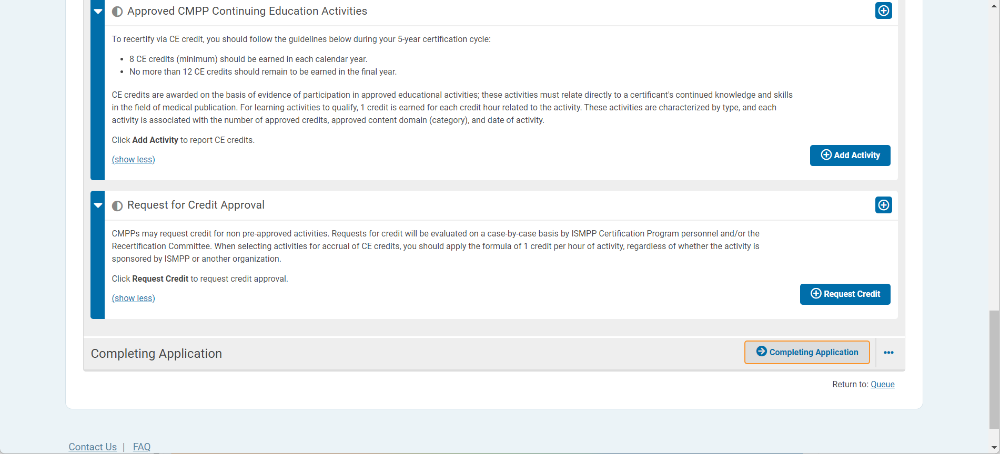 Approved CMPP Continuing Education Activities
To recertify via CE credit, you should follow the guidelines below during your 5-year certification cycle:
• 8 CE credits (minimum) should be earned in each calendar year.
• No more than 12 CE credits should remain to be earned in the final year.
CE credits are awarded on the basis of evidence of participation in approved educational activities; these activities must relate directly to a certificant's continued knowledge and skills
in the field of medical publication. For learning activities to qualify, 1 credit is earned for each credit hour related to the activity. These activities are characterized by type, and each
activity is associated with the number of approved credits, approved content domain (category), and date of activity.
Click Add Activity to report CE credits.
(show less)
Add Activity
Request for Credit Approval
CMPPs may request credit for non pre-approved activities. Requests for credit will be evaluated on a case-by-case basis by ISMPP Certification Program personnel and/or the
Recertification Committee. When selecting activities for accrual of CE credits, you should apply the formula of 1 credit per hour of activity, regardless of whether the activity is
sponsored by ISMPP or another organization.
Click Request Credit to request credit approval.
(show less)
Request Credit
Completing Application
Completing Application
Return to: Queue
Contact Us | FAQ